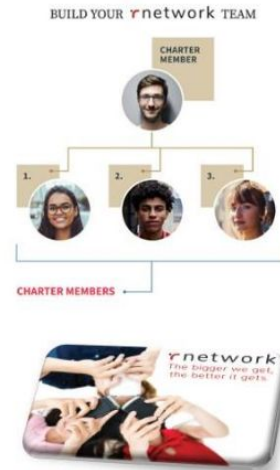 BUILD YOUR rnetwork TEAM
CHARTER
MEMBER
1.
2.
3.
CHARTER MEMBERS
rnetwork
The bigger we get,
the better it gets.